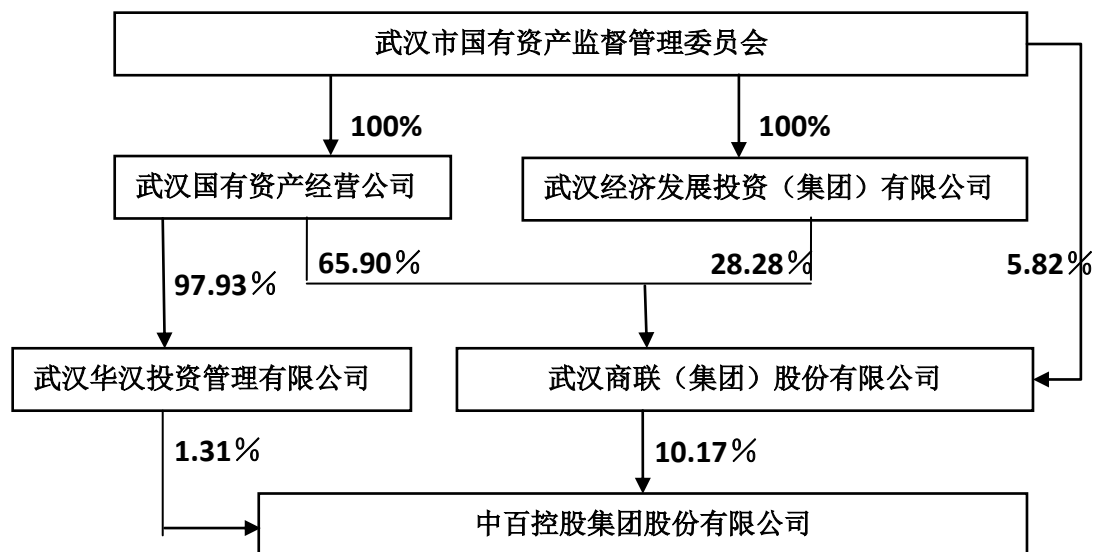 武汉市国有资产监督管理委员会
100%
100%
武汉国有资产经营公司
武汉经济发展投资（集团）有限公司
65.90％
28.28％
5.82％
97.93％
武汉华汉投资管理有限公司
武汉商联（集团）股份有限公司
1.31％
10.17％
中百控股集团股份有限公司